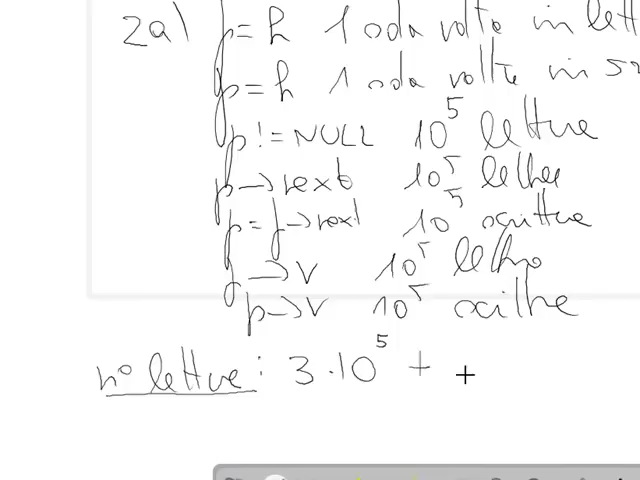 2a) p=h 1 sola volta in lett
p=h 1 sola volta in sc
p!=NULL 10^5 letture
p→next 10^5 letture
p=p→next 10^5 scritture
p→v 10^5 letture
p→v 10^5 scritture
n° letture: 3·10^5 +